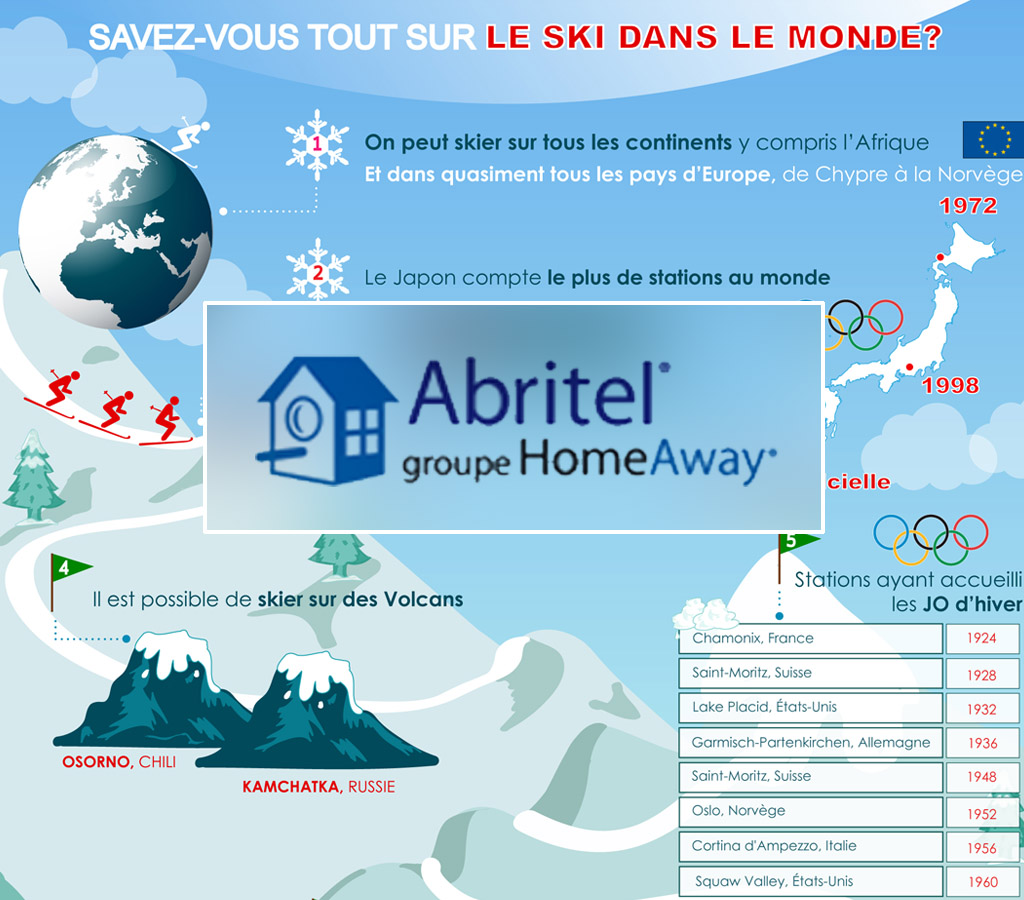 SAVEZ-VOUS TOUT SUR LE SKI DANS LE MONDE?
1
On peut skier sur tous les continents y compris l'Afrique
Et dans quasiment tous les pays d'Europe, de Chypre à la Norvège
1972
2
Le Japon compte le plus de stations au monde
1998
Abritel®
groupe HomeAway®
cielle
4
Il est possible de skier sur des Volcans
OSORNO, CHILI
KAMCHATKA, RUSSIE
5
Stations ayant accueilli
les JO d'hiver
Chamonix, France 1924
Saint-Moritz, Suisse 1928
Lake Placid, États-Unis 1932
Garmisch-Partenkirchen, Allemagne 1936
Saint-Moritz, Suisse 1948
Oslo, Norvège 1952
Cortina d'Ampezzo, Italie 1956
Squaw Valley, États-Unis 1960